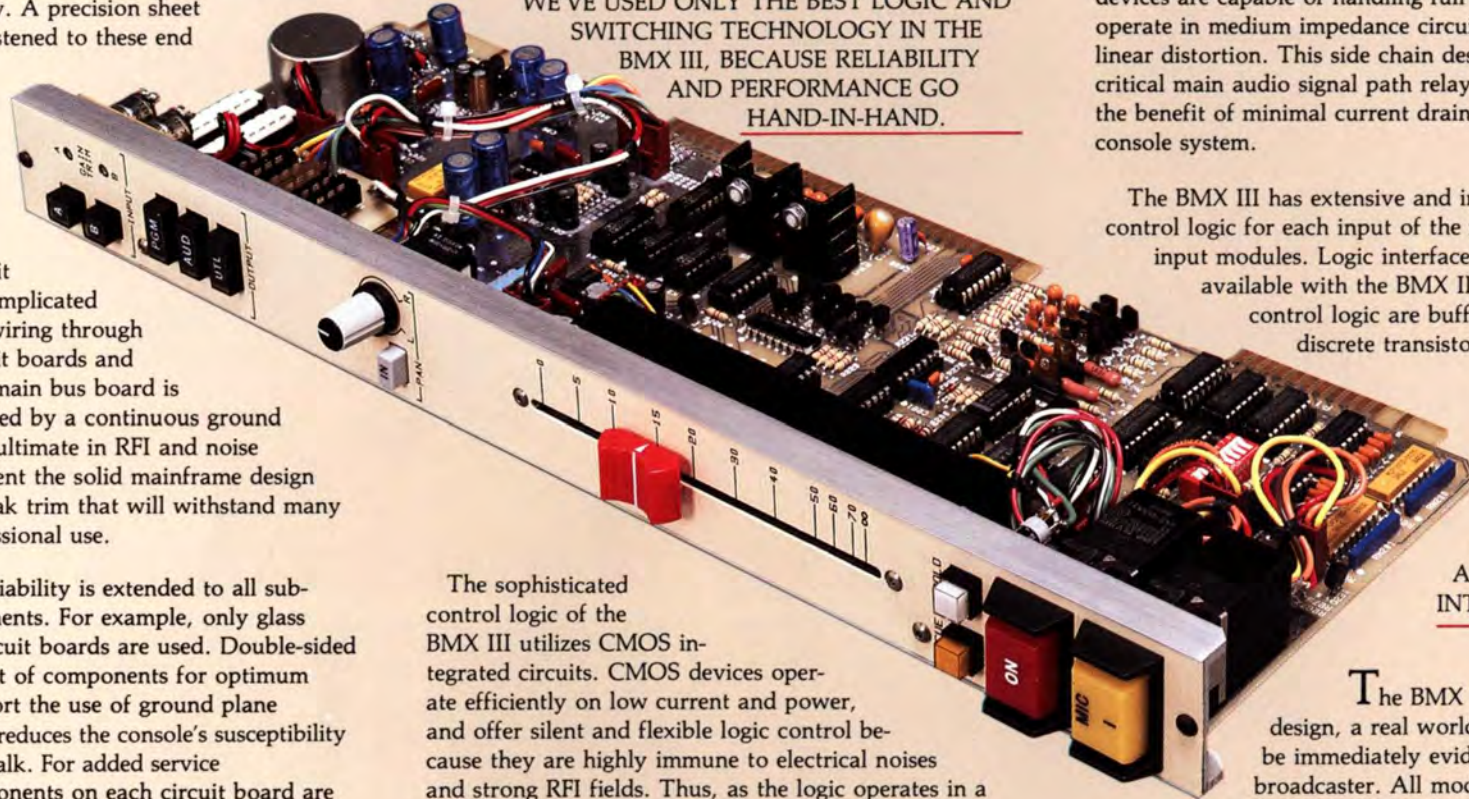 y. A precision sheet
stened to these end
it
mplicated
wiring through
it boards and
main bus board is
ed by a continuous ground
ultimate in RFI and noise
ent the solid mainframe design
ak trim that will withstand many
ssional use.
liability is extended to all sub-
nents. For example, only glass
cuit boards are used. Double-sided
t of components for optimum
ort the use of ground plane
reduces the console's susceptibility
alk. For added service
onents on each circuit board are
WE'VE USED ONLY THE BEST LOGIC AND
SWITCHING TECHNOLOGY IN THE
BMX III, BECAUSE RELIABILITY
AND PERFORMANCE GO
HAND-IN-HAND.
A
GAIN
TRIM
B
A
B
INPUT
PGM
AUD
UTL
OUTPUT
R
PAN
L
IN
0
5
10
15
20
30
40
50
60
70
∞
ON
MIC
1
The sophisticated
control logic of the
BMX III utilizes CMOS in-
tegrated circuits. CMOS devices oper-
ate efficiently on low current and power,
and offer silent and flexible logic control be-
cause they are highly immune to electrical noises
and strong RFI fields. Thus, as the logic operates in a
devices are capable of handling full
operate in medium impedance circui
linear distortion. This side chain des
critical main audio signal path relay
the benefit of minimal current drain
console system.
The BMX III has extensive and in
control logic for each input of the
input modules. Logic interface
available with the BMX II
control logic are buff
discrete transisto
A
INT
The BMX
design, a real world
be immediately evid
broadcaster. All mod